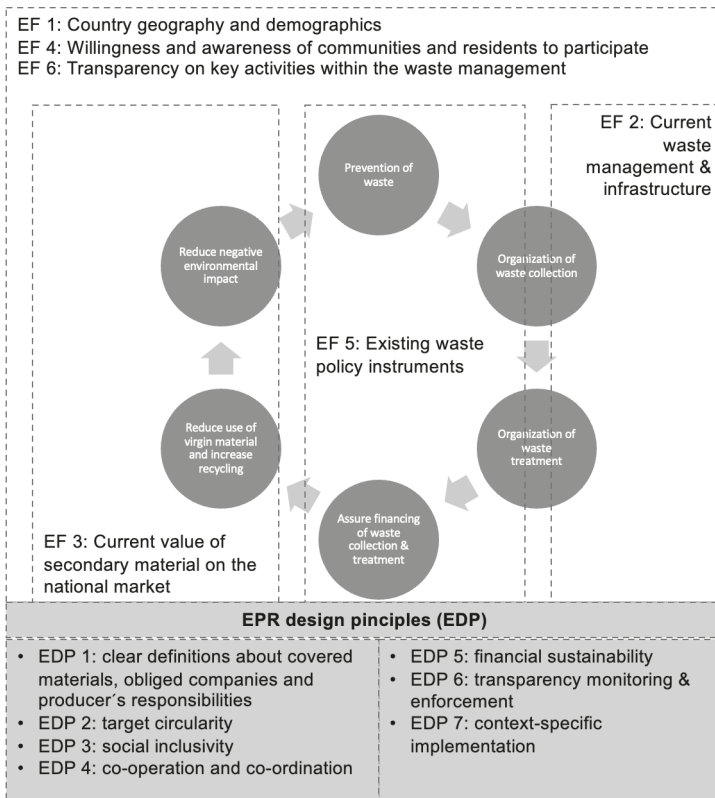 EF 1: Country geography and demographics
EF 4: Willingness and awareness of communities and residents to participate
EF 6: Transparency on key activities within the waste management
EF 2: Current
waste
management &
infrastructure
Prevention of
waste
Organization of
waste collection
Organization of
waste
treatment
Assure financing
of waste
collection &
treatment
Reduce use of
virgin material
and increase
recycling
Reduce negative
environmental
impact
EF 5: Existing waste
policy instruments
EF 3: Current value of
secondary material on the
national market
EPR design pinciples (EDP)
• EDP 1: clear definitions about covered
materials, obliged companies and
producer´s responsibilities
• EDP 2: target circularity
• EDP 3: social inclusivity
• EDP 4: co-operation and co-ordination
• EDP 5: financial sustainability
• EDP 6: transparency monitoring &
enforcement
• EDP 7: context-specific
implementation